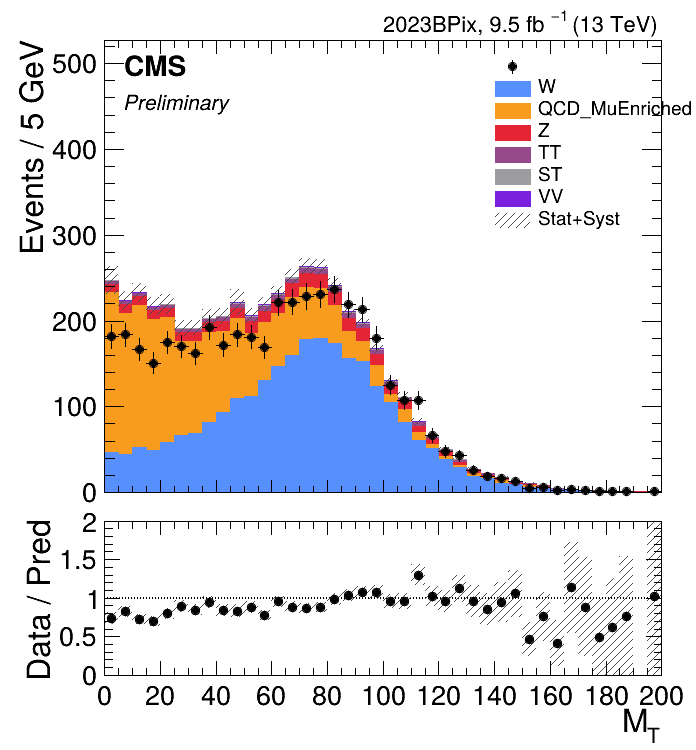 2023BPix, 9.5 fb⁻¹ (13 TeV)
CMS
Preliminary
W
QCD_MuEnriched
Z
TT
ST
VV
Stat+Syst
Events / 5 GeV
500
400
300
200
100
0
Data / Pred
2
1.5
1
0.5
0
0 20 40 60 80 100 120 140 160 180 200
M_T